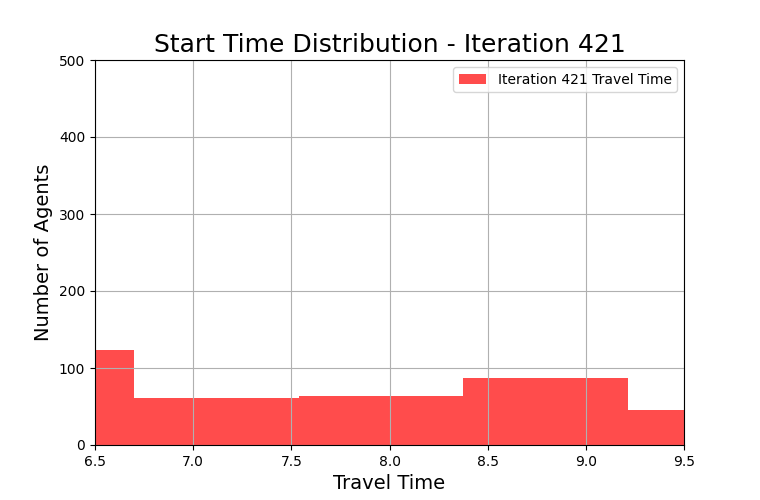 Start Time Distribution - Iteration 421
Iteration 421 Travel Time
Number of Agents
500
400
300
200
100
0
6.5 7.0 7.5 8.0 8.5 9.0 9.5
Travel Time